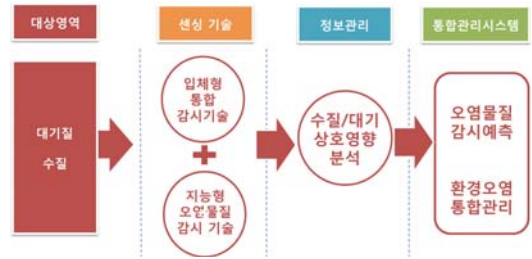 대상영역
센싱 기술
정보관리
통합관리시스템
대기질
수질
입체형
통합
감시기술
지능형
오염물질
감시 기술
수질/대기
상호영향
분석
오염물질
감시예측
환경오염
통합관리